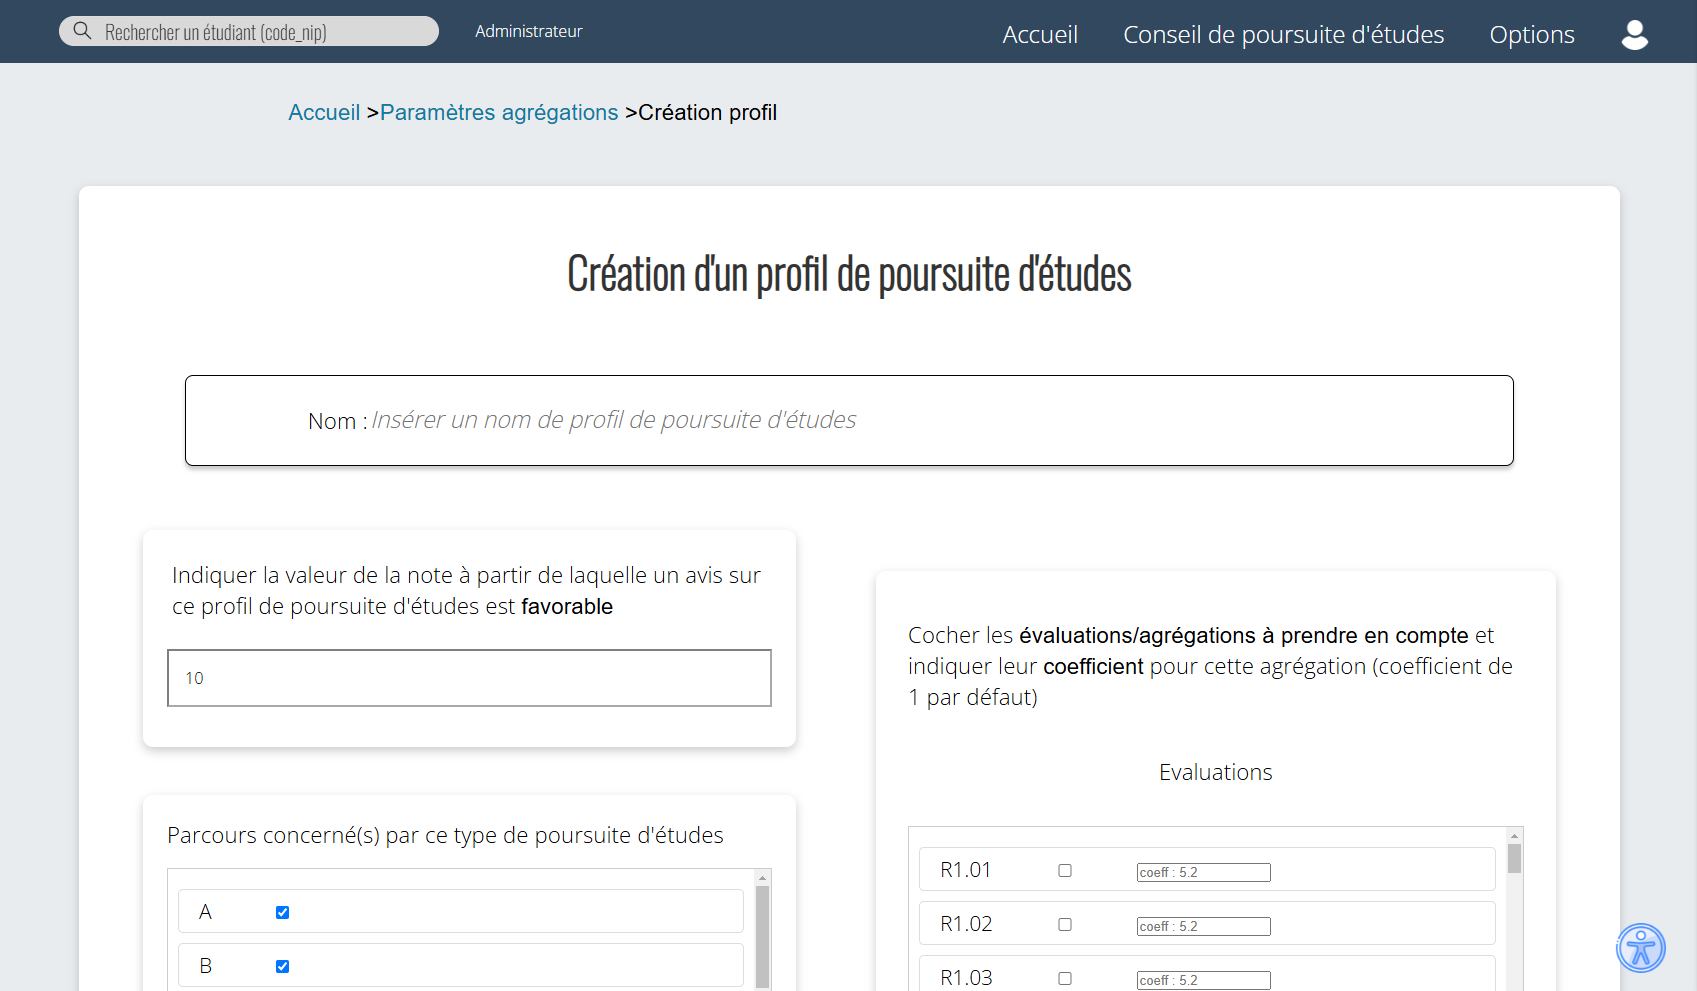 Rechercher un étudiant (code_nip)
Administrateur
Accueil
Conseil de poursuite d'études
Options
Accueil >Paramètres agrégations >Création profil
Création d'un profil de poursuite d'études
Nom : Insérer un nom de profil de poursuite d'études
Indiquer la valeur de la note à partir de laquelle un avis sur
ce profil de poursuite d'études est favorable
10
Parcours concerné(s) par ce type de poursuite d'études
A
B
Cocher les évaluations/agrégations à prendre en compte et
indiquer leur coefficient pour cette agrégation (coefficient de
1 par défaut)
Evaluations
R1.01 coeff : 5.2
R1.02 coeff : 5.2
R1.03 coeff : 5.2